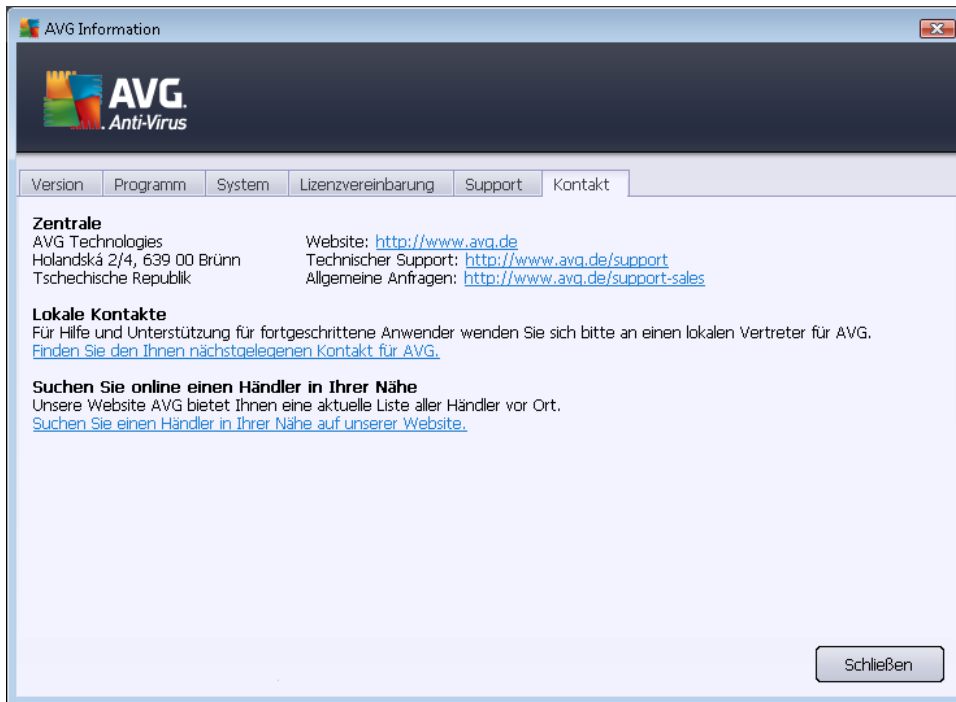 AVG Information
AVG.
Anti-Virus
Version Programm System Lizenzvereinbarung Support Kontakt
Zentrale
AVG Technologies Website: http://www.avg.de
Holandská 2/4, 639 00 Brünn Technischer Support: http://www.avg.de/support
Tschechische Republik Allgemeine Anfragen: http://www.avg.de/support-sales
Lokale Kontakte
Für Hilfe und Unterstützung für fortgeschrittene Anwender wenden Sie sich bitte an einen lokalen Vertreter für AVG.
Finden Sie den Ihnen nächstgelegenen Kontakt für AVG.
Suchen Sie online einen Händler in Ihrer Nähe
Unsere Website AVG bietet Ihnen eine aktuelle Liste aller Händler vor Ort.
Suchen Sie einen Händler in Ihrer Nähe auf unserer Website.
Schließen